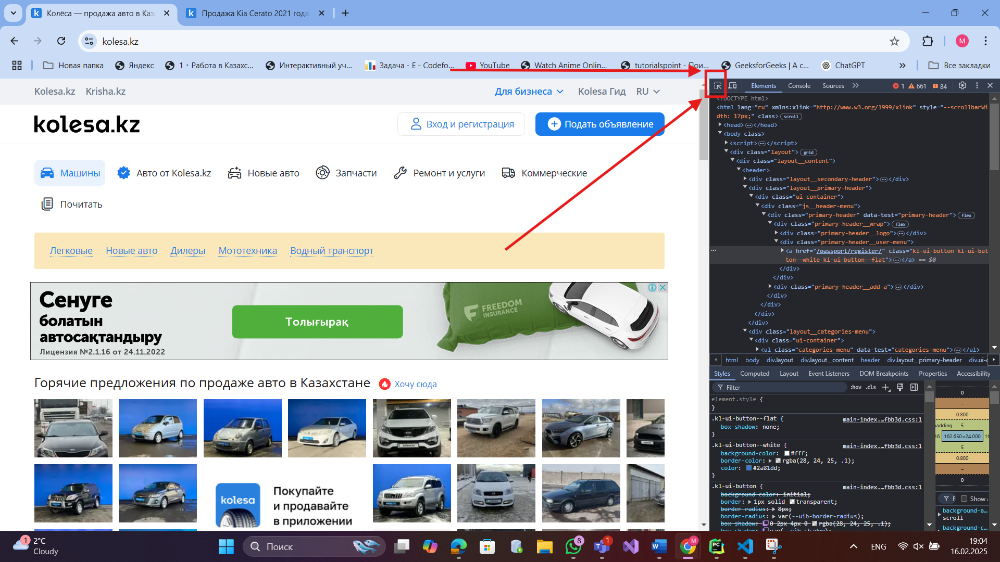 Колёса — продажа авто в Каз
Продажа Kia Cerato 2021 года
kolesa.kz
M
Новая папка
Яндекс
1 · Работа в Казахс...
Интерактивный уч...
Задача - E - Codefo...
YouTube
Watch Anime Onlin...
tutorialspoint - Пои...
GeeksforGeeks | A c...
ChatGPT
Все закладки
Kolesa.kz
Krisha.kz
Для бизнеса
Kolesa Гид
RU
kolesa.kz
Вход и регистрация
Подать объявление
Машины
Авто от Kolesa.kz
Новые авто
Запчасти
Ремонт и услуги
Коммерческие
Почитать
Легковые
Новые авто
Дилеры
Мототехника
Водный транспорт
Сенуге
болатын
автосақтандыру
Лицензия №2.1.16 от 24.11.2022
Толығырақ
FREEDOM
INSURANCE
Горячие предложения по продаже авто в Казахстане
Хочу сюда
kolesa
Покупайте
и продавайте
в приложении
Elements
Console
Sources
1
661
84
<!DOCTYPE html>
<html lang="ru" xmlns:xlink="http://www.w3.org/1999/xlink" style="--scrollbarWi
dth: 17px;" class> scroll
<head> ... </head>
<body class>
<script> ... </script>
<div class="layout"> grid
<div class="layout__content">
<header>
<div class="layout__secondary-header"> ... </div>
<div class="layout__primary-header">
<div class="ui-container">
<div class="js__header-menu">
<div class="primary-header" data-test="primary-header"> flex
<div class="primary-header__wrap"> flex
<div class="primary-header__logo"> ... </div>
<div class="primary-header__user-menu">
<a href="/passport/register/" class="kl-ui-button kl-ui-but
ton--white kl-ui-button--flat"> ... </a> == $0
</div>
</div>
<div class="primary-header__add-a"> ... </div>
</div>
</div>
</div>
</div>
<div class="layout__categories-menu">
<div class="ui-container">
<ul class="categories-menu" data-test="categories-menu"> ... </ul>
html
body
div.layout
div.layout__content
header
div.layout__primary-header
div.ui-c
Styles
Computed
Layout
Event Listeners
DOM Breakpoints
Properties
Accessibility
Filter
:hov
.cls
element.style {
}
.kl-ui-button--flat {
main-index.…fbb3d.css:1
box-shadow: none;
}
.kl-ui-button--white {
main-index.…fbb3d.css:1
background-color: #fff;
border-color: rgba(28, 24, 25, .1);
color: #2a81dd;
}
.kl-ui-button {
main-index.…fbb3d.css:1
background-color: initial;
border: 1px solid transparent;
border-radius: 8px;
border-radius: var(--uib-border-radius);
box-shadow: 0 2px 4px 0 rgba(28, 24, 25, .1);
box-shadow: var(--uib-shadow);
0
–
0.800
adding
5
16
162.650×24.000
16
5
0.800
–
0
F
Show a
background-a...
scroll
background-c...
1
2°C
Cloudy
Поиск
8
1
M
PC
ENG
19:04
16.02.2025